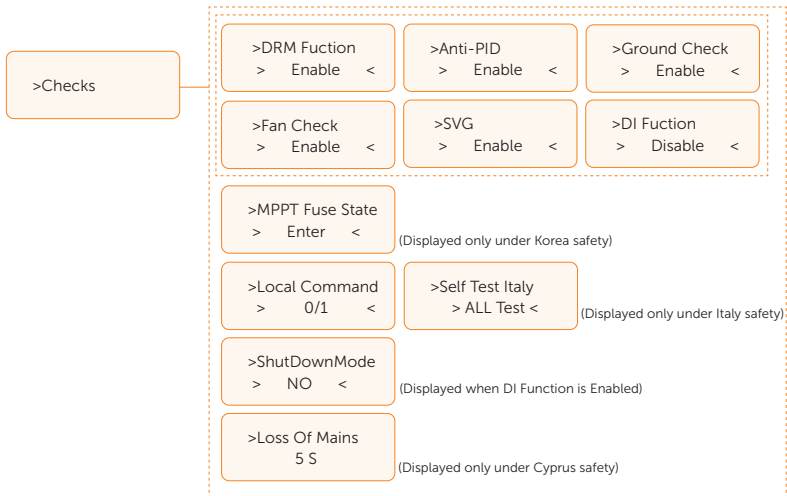 >Checks
>DRM Fuction
> Enable <
>Anti-PID
> Enable <
>Ground Check
> Enable <
>Fan Check
> Enable <
>SVG
> Enable <
>DI Fuction
> Disable <
>MPPT Fuse State
> Enter <
(Displayed only under Korea safety)
>Local Command
> 0/1 <
>Self Test Italy
> ALL Test <
(Displayed only under Italy safety)
>ShutDownMode
> NO <
(Displayed when DI Function is Enabled)
>Loss Of Mains
5 S
(Displayed only under Cyprus safety)